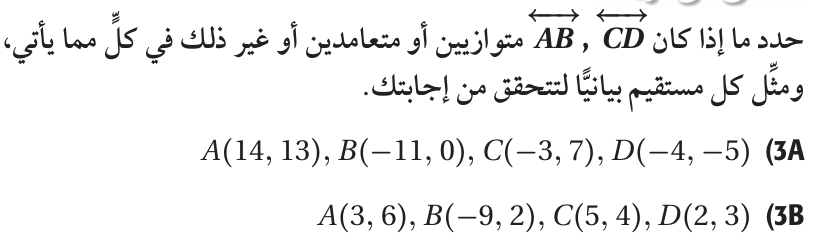 حدد ما إذا كان AB , CD متوازيين أو متعامدين أو غير ذلك في كلٍّ مما يأتي،
ومثِّل كل مستقيم بيانيًّا لتتحقق من إجابتك.
A(14, 13), B(−11, 0), C(−3, 7), D(−4, −5) (3A
A(3, 6), B(−9, 2), C(5, 4), D(2, 3) (3B